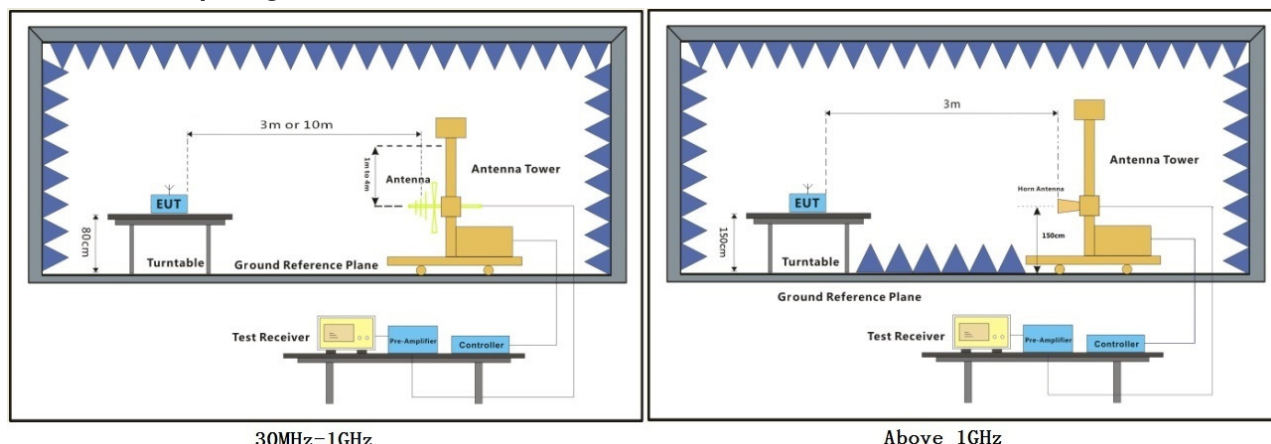 3m or 10m
1m to 4m
Antenna
Antenna Tower
EUT
80cm
Turntable
Ground Reference Plane
Test Receiver
Pre-Amplifier
Controller
30MHz-1GHz
3m
Antenna Tower
Horn Antenna
EUT
150cm
150cm
Turntable
Ground Reference Plane
Test Receiver
Pre-Amplifier
Controller
Above 1GHz